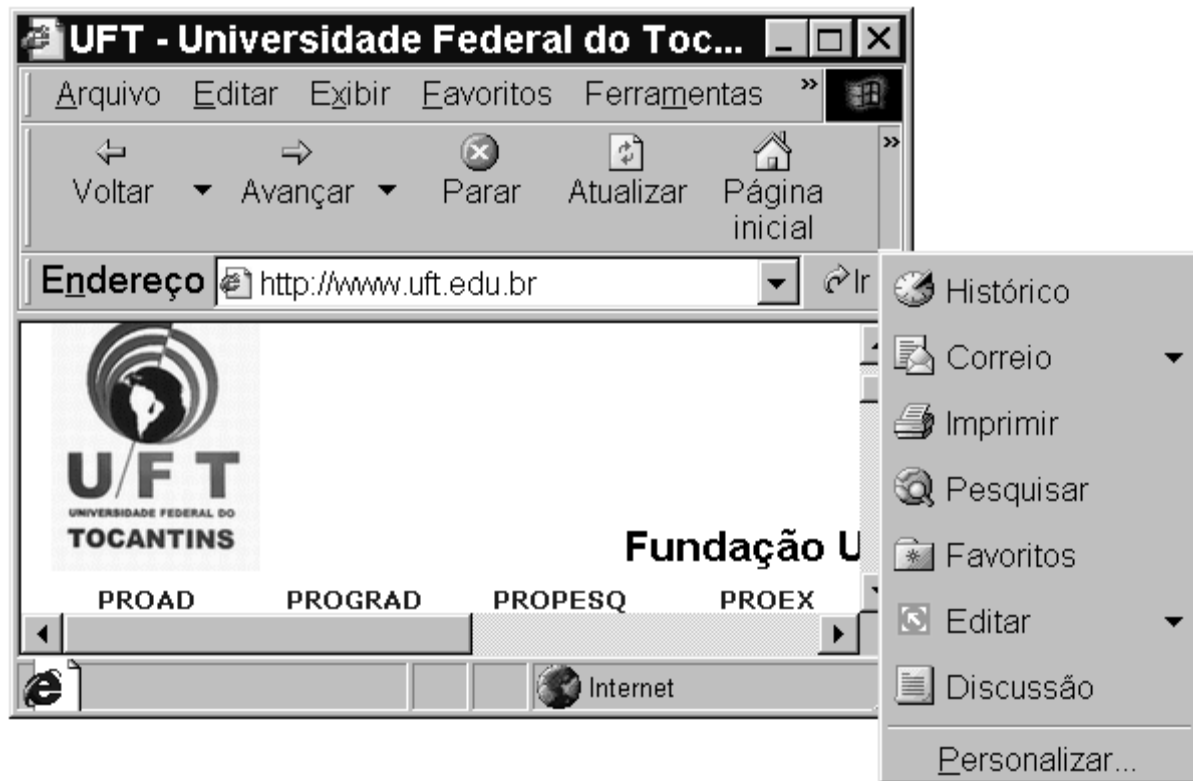 UFT - Universidade Federal do Toc...
Arquivo Editar Exibir Favoritos Ferramentas »
Voltar Avançar Parar Atualizar Página inicial »
Endereço http://www.uft.edu.br Ir
UFT
UNIVERSIDADE FEDERAL DO
TOCANTINS
Fundação U
PROAD PROGRAD PROPESQ PROEX
Internet
Histórico
Correio
Imprimir
Pesquisar
Favoritos
Editar
Discussão
Personalizar...